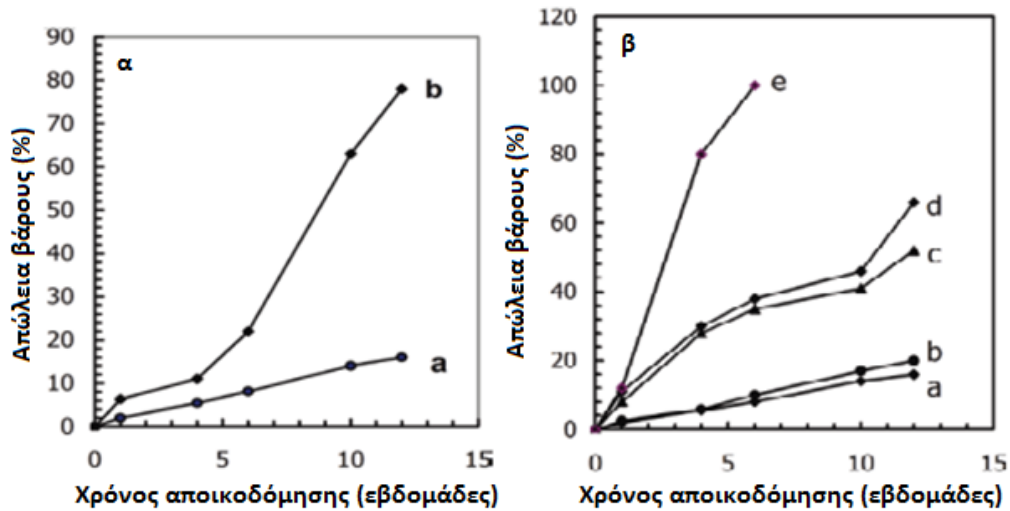 α
Απώλεια βάρους (%)
90
80
70
60
50
40
30
20
10
0
0 5 10 15
b
a
Χρόνος αποικοδόμησης (εβδομάδες)
β
Απώλεια βάρους (%)
120
100
80
60
40
20
0
0 5 10 15
e
d
c
b
a
Χρόνος αποικοδόμησης (εβδομάδες)